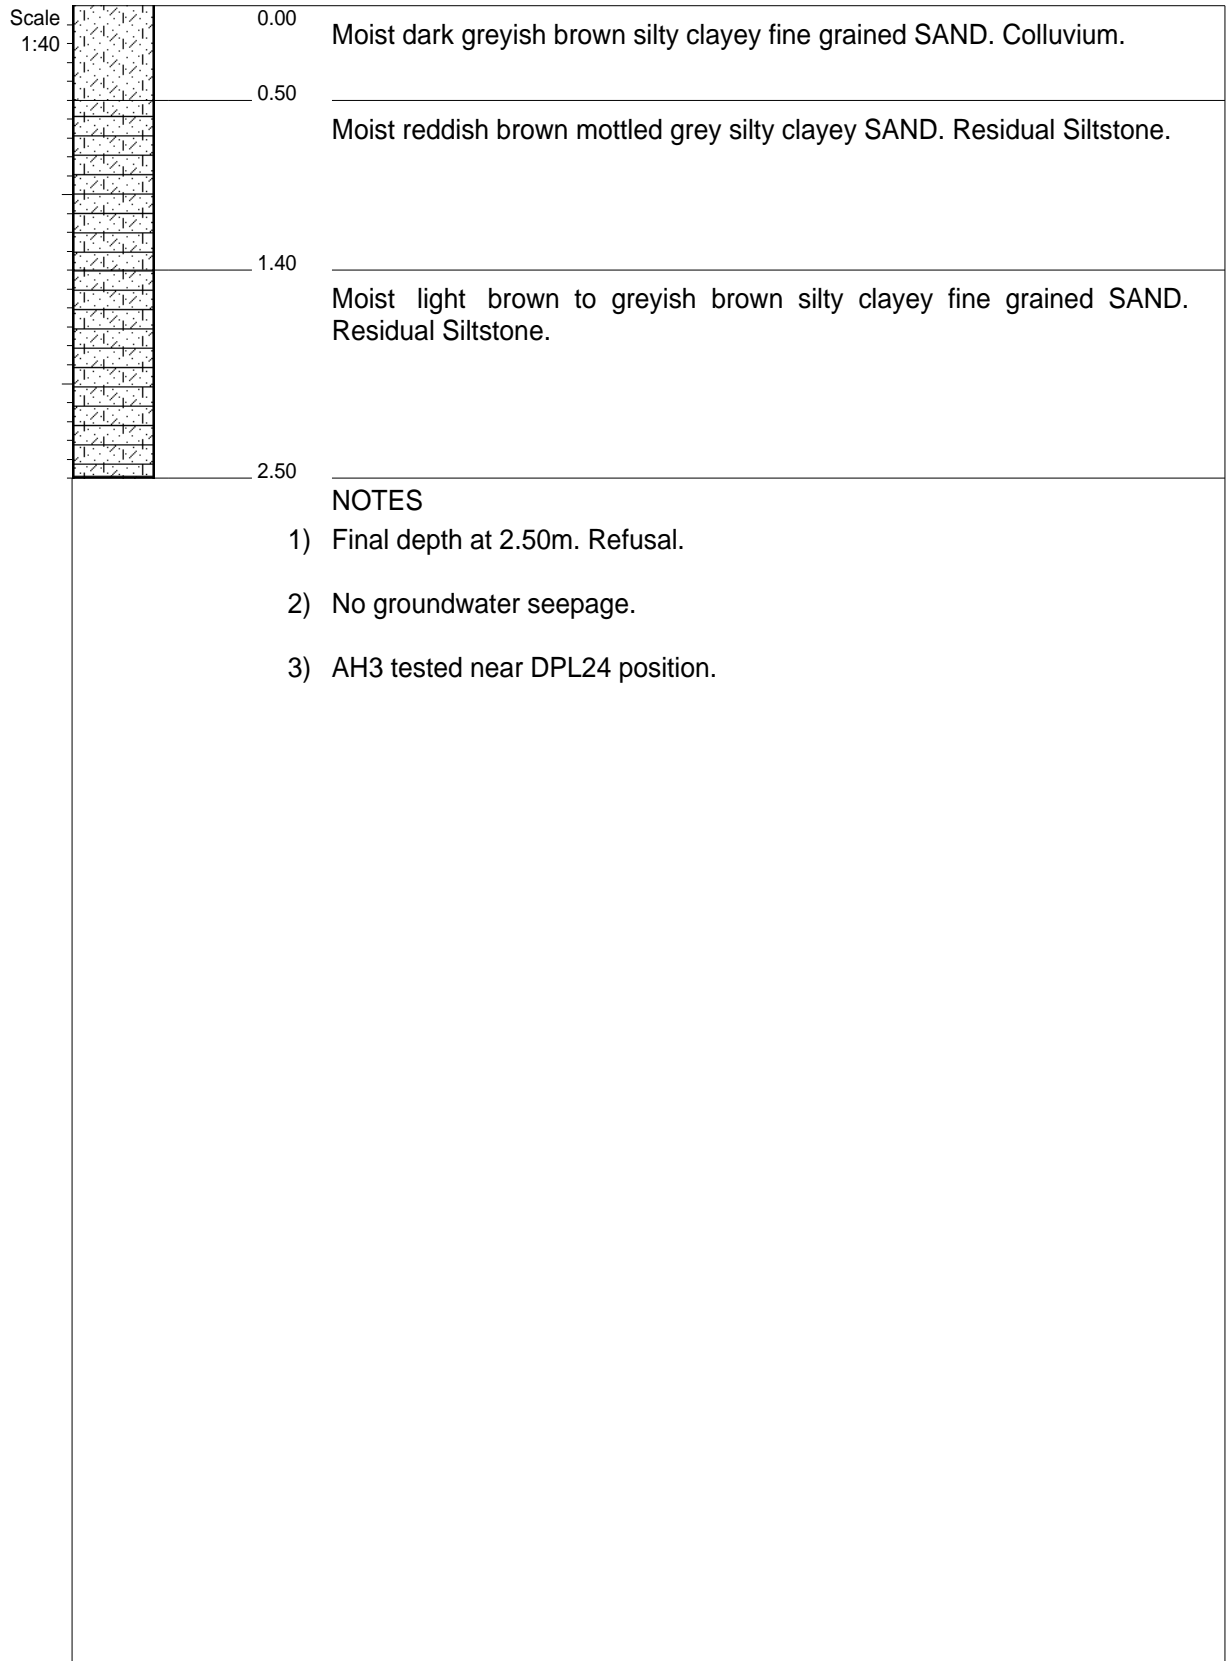 Scale
1:40
0.00
Moist dark greyish brown silty clayey fine grained SAND. Colluvium.
0.50
Moist reddish brown mottled grey silty clayey SAND. Residual Siltstone.
1.40
Moist light brown to greyish brown silty clayey fine grained SAND.
Residual Siltstone.
2.50
NOTES
1) Final depth at 2.50m. Refusal.
2) No groundwater seepage.
3) AH3 tested near DPL24 position.